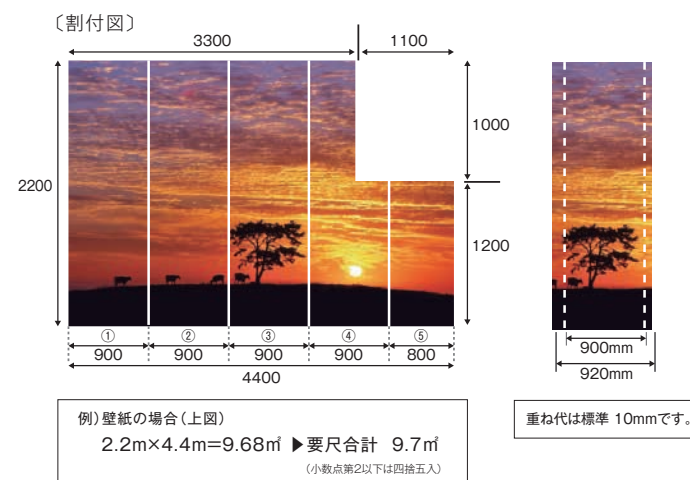 〔割付図〕
3300
1100
2200
1000
1200
① ② ③ ④ ⑤
900 900 900 900 800
4400
900mm
920mm
例）壁紙の場合（上図）
2.2m×4.4m=9.68㎡ ▶要尺合計 9.7㎡
（小数点第2以下は四捨五入）
重ね代は標準 10mmです。